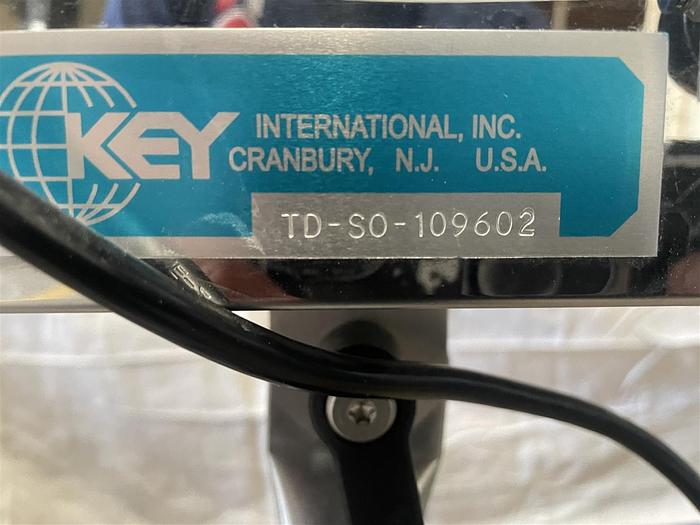 KEY
INTERNATIONAL, INC.
CRANBURY, N.J. U.S.A.
TD-SO-109602